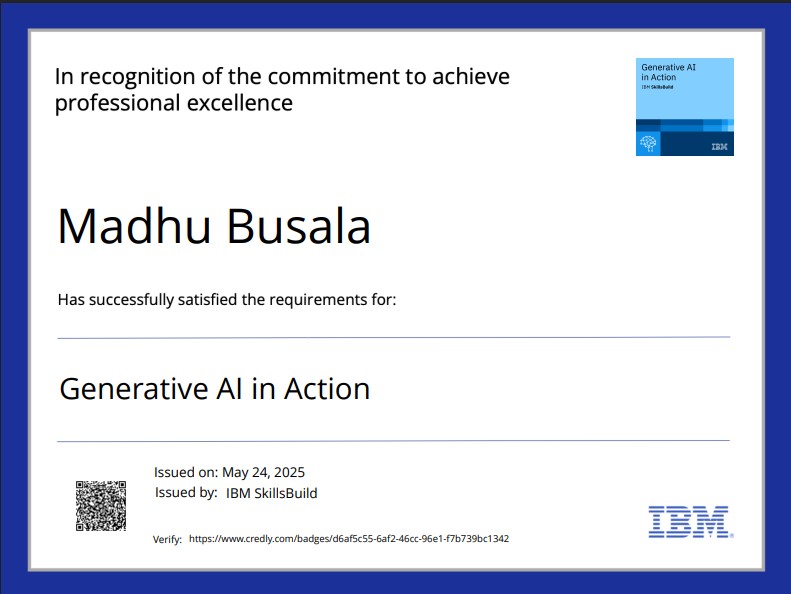 In recognition of the commitment to achieve
professional excellence
Generative AI
in Action
IBM SkillsBuild
IBM
Madhu Busala
Has successfully satisfied the requirements for:
Generative AI in Action
Issued on: May 24, 2025
Issued by: IBM SkillsBuild
Verify: https://www.credly.com/badges/d6af5c55-6af2-46cc-96e1-f7b739bc1342
IBM®